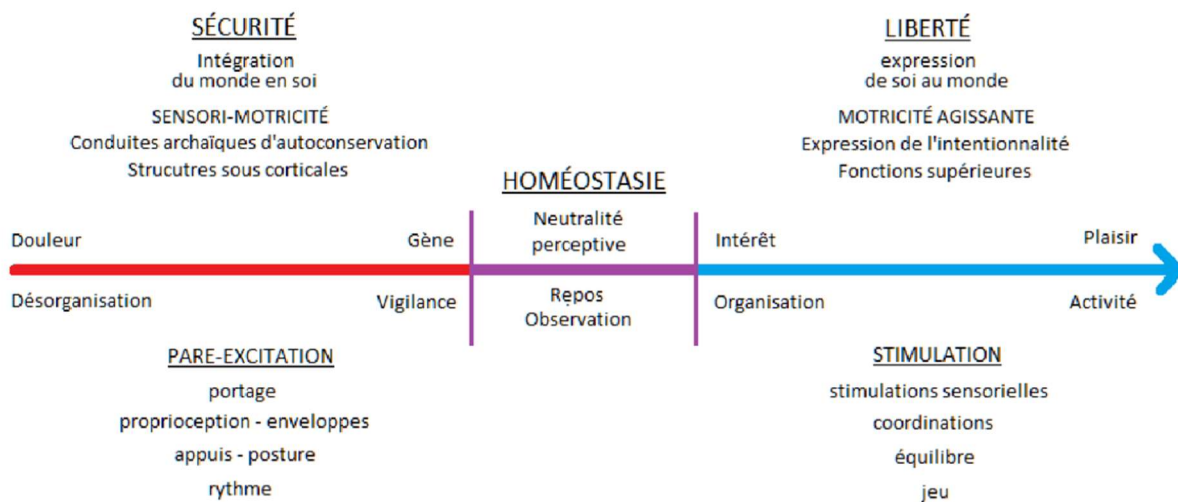 SÉCURITÉ
Intégration
du monde en soi
SENSORI-MOTRICITÉ
Conduites archaïques d'autoconservation
Strucutres sous corticales
LIBERTÉ
expression
de soi au monde
MOTRICITÉ AGISSANTE
Expression de l'intentionnalité
Fonctions supérieures
HOMÉOSTASIE
Neutralité
perceptive
Douleur
Gène
Intérêt
Plaisir
Désorganisation
Vigilance
Repos
Observation
Organisation
Activité
PARE-EXCITATION
portage
proprioception - enveloppes
appuis - posture
rythme
STIMULATION
stimulations sensorielles
coordinations
équilibre
jeu